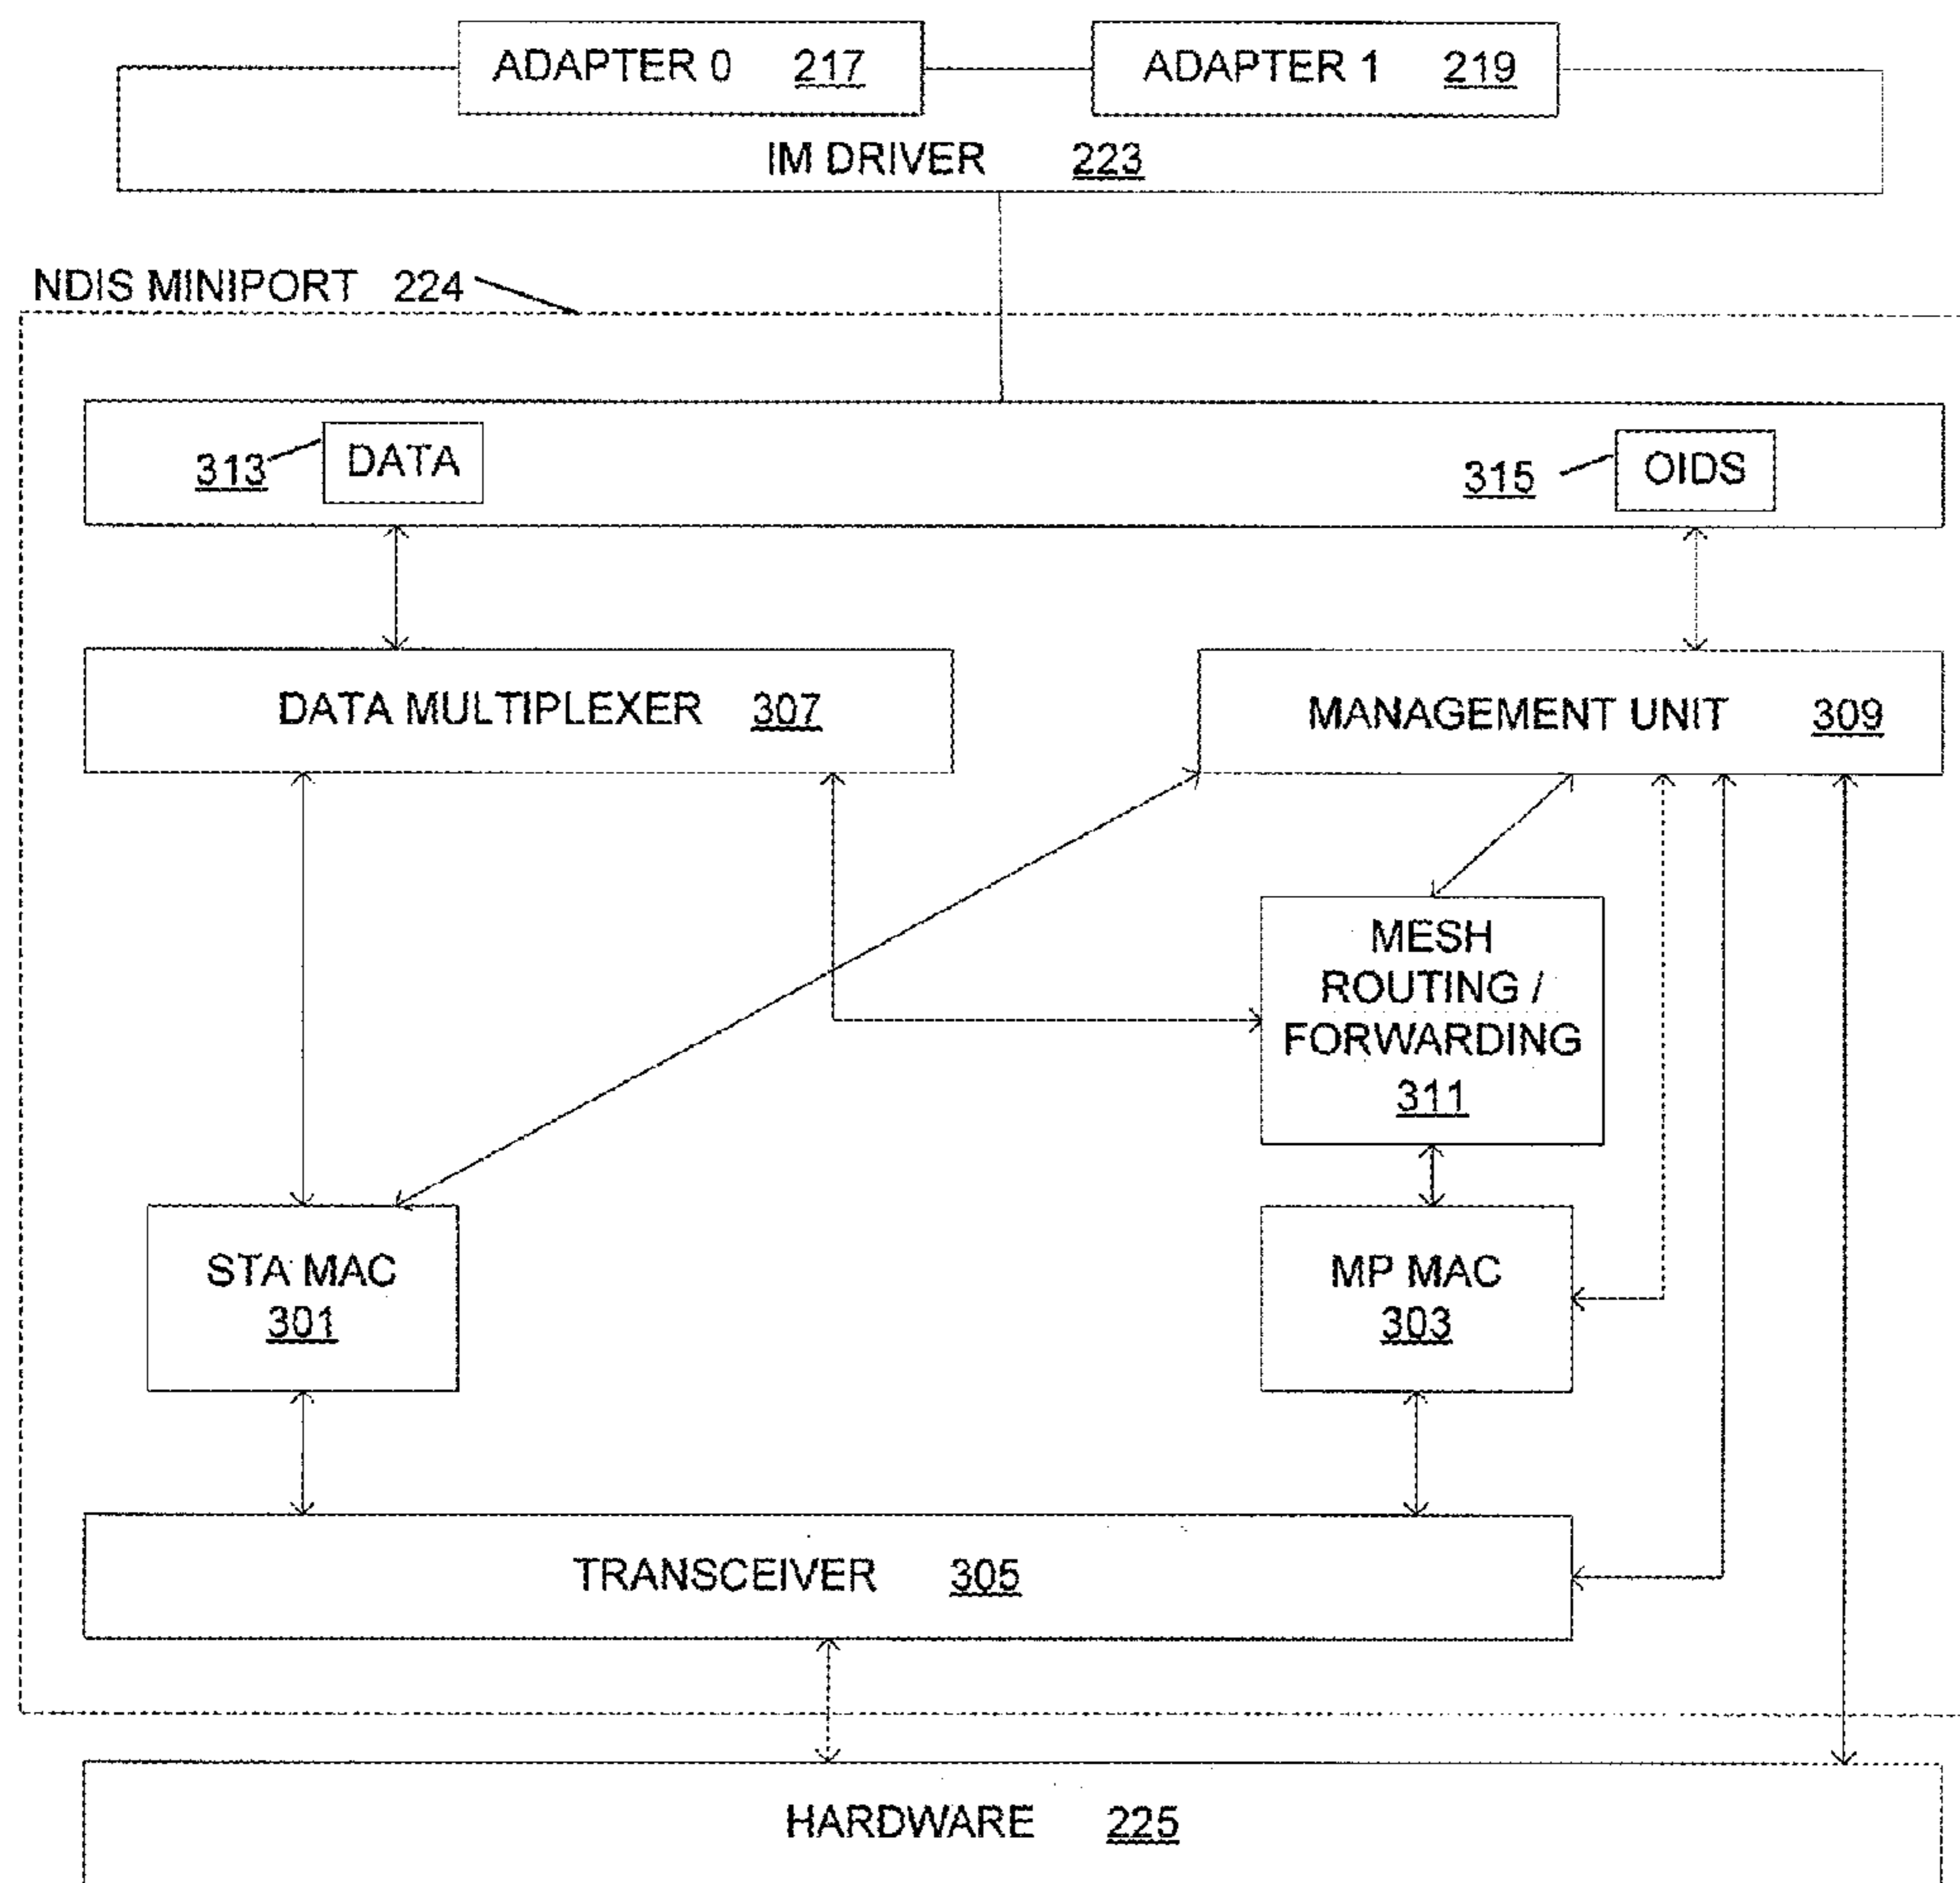 ADAPTER 0 217
ADAPTER 1 219
IM DRIVER 223
NDIS MINIPORT 224
313 DATA
315 OIDS
DATA MULTIPLEXER 307
MANAGEMENT UNIT 309
MESH
ROUTING /
FORWARDING
311
STA MAC
301
MP MAC
303
TRANSCEIVER 305
HARDWARE 225